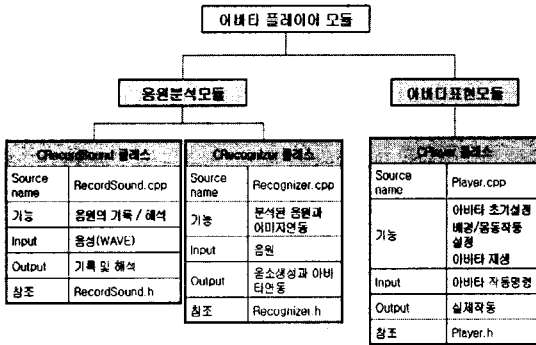 어바타 플레이어 모듈
음원분석모듈
어바타표현모듈
CRecordSound 클래스
Source name
RecordSound.cpp
기능
음원의 기록 / 해석
Input
음성(WAVE)
Output
기록 및 해석
참조
RecordSound.h
CRecognizer 클래스
Source name
Recognizer.cpp
기능
분석된 음원과
이미지연동
Input
음원
Output
음소생성과 아바
타연동
참조
Recognizer.h
CPlayer 클래스
Source name
Player.cpp
기능
아바타 초기설정
배경/몸동작등
설정
아바타 재생
Input
아바타 작동명령
Output
실제작동
참조
Player.h